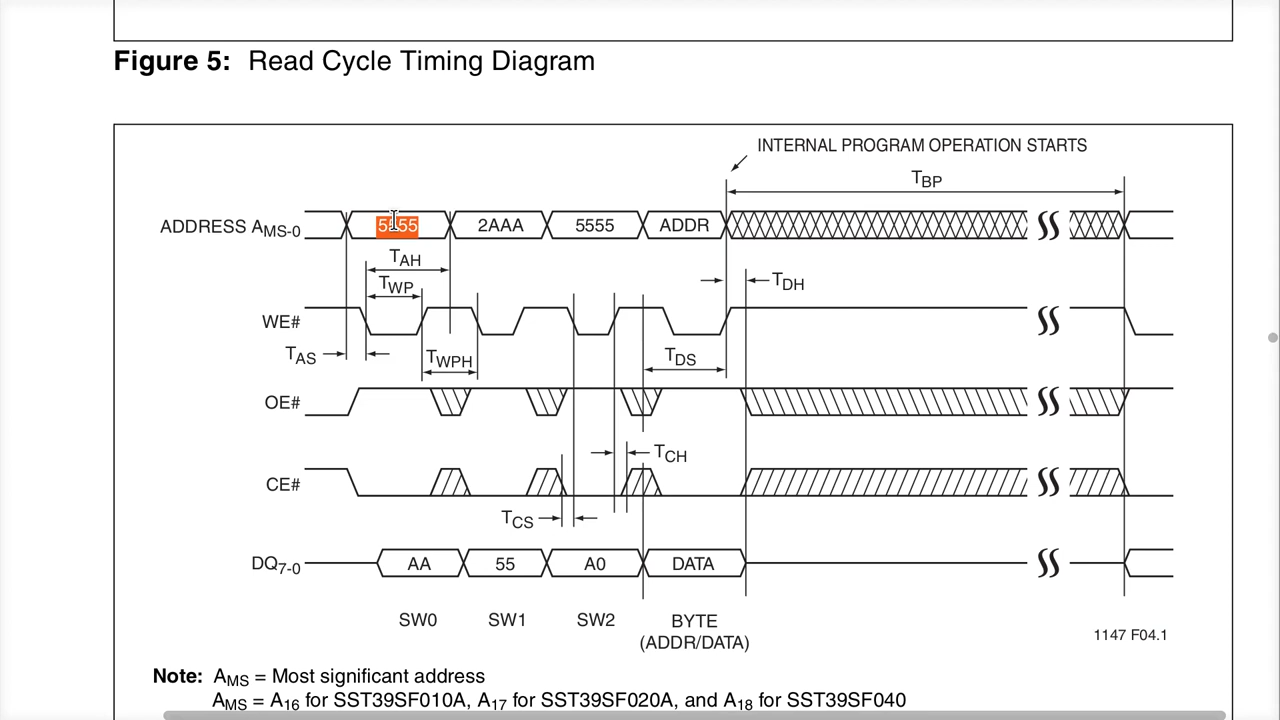 Figure 5: Read Cycle Timing Diagram
INTERNAL PROGRAM OPERATION STARTS
TBP
ADDRESS AMS-0
5555
2AAA
5555
ADDR
TAH
TWP
TDH
WE#
TAS
TWPH
TDS
OE#
TCH
CE#
TCS
DQ7-0
AA
55
A0
DATA
SW0
SW1
SW2
BYTE
(ADDR/DATA)
1147 F04.1
Note: AMS = Most significant address
AMS = A16 for SST39SF010A, A17 for SST39SF020A, and A18 for SST39SF040